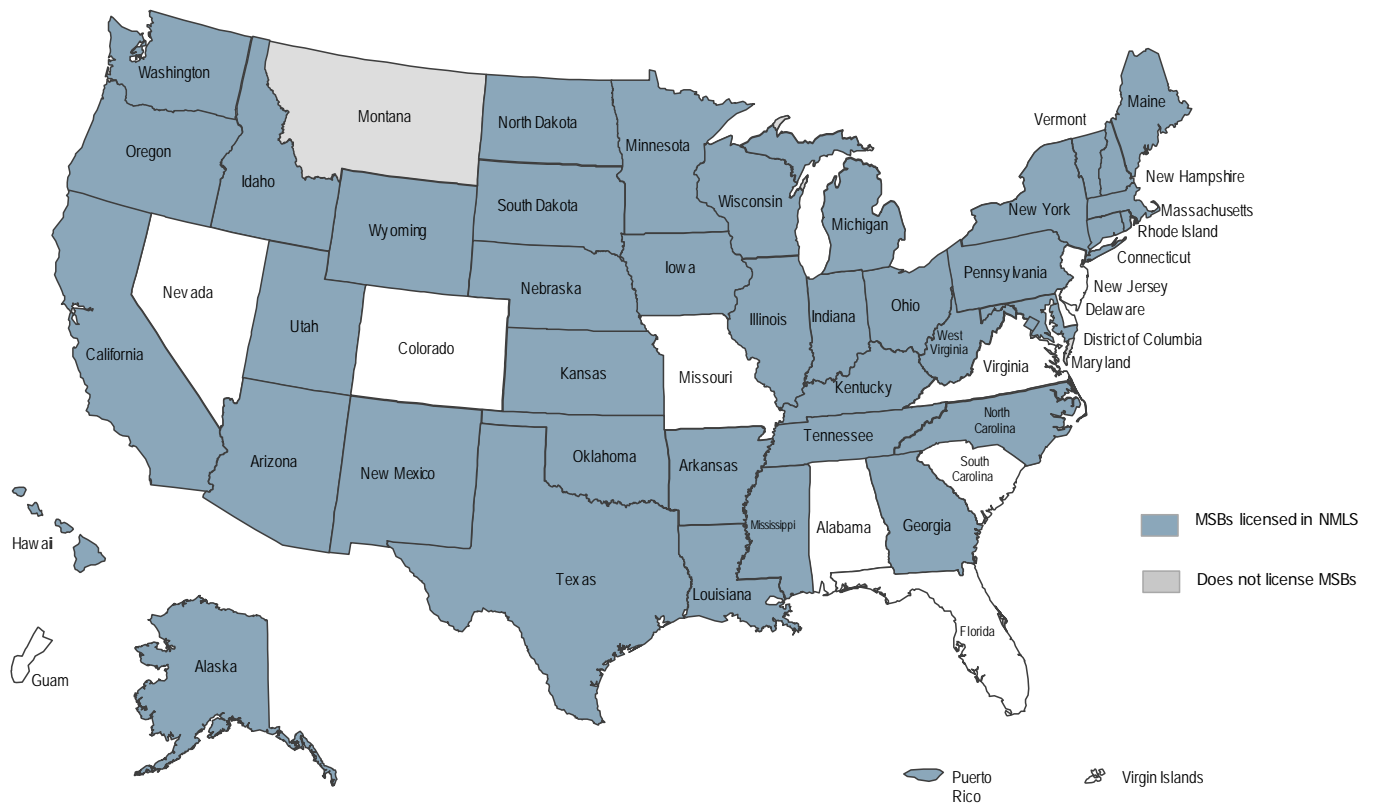 Washington
Montana
North Dakota
Minnesota
Maine
Vermont
Oregon
Idaho
New Hampshire
Wisconsin
South Dakota
Wyoming
Michigan
New York
Massachusetts
Rhode Island
Connecticut
Iowa
Pennsylvania
Nevada
Nebraska
New Jersey
Ohio
Delaware
Utah
Illinois
Indiana
West
Virginia
District of Columbia
California
Colorado
Maryland
Virginia
Kansas
Missouri
Kentucky
North
Carolina
Tennessee
Arizona
New Mexico
Oklahoma
Arkansas
South
Carolina
Mississippi
Alabama
Georgia
MSBs licensed in NMLS
Hawaii
Texas
Does not license MSBs
Louisiana
Florida
Alaska
Guam
Puerto
Rico
Virgin Islands